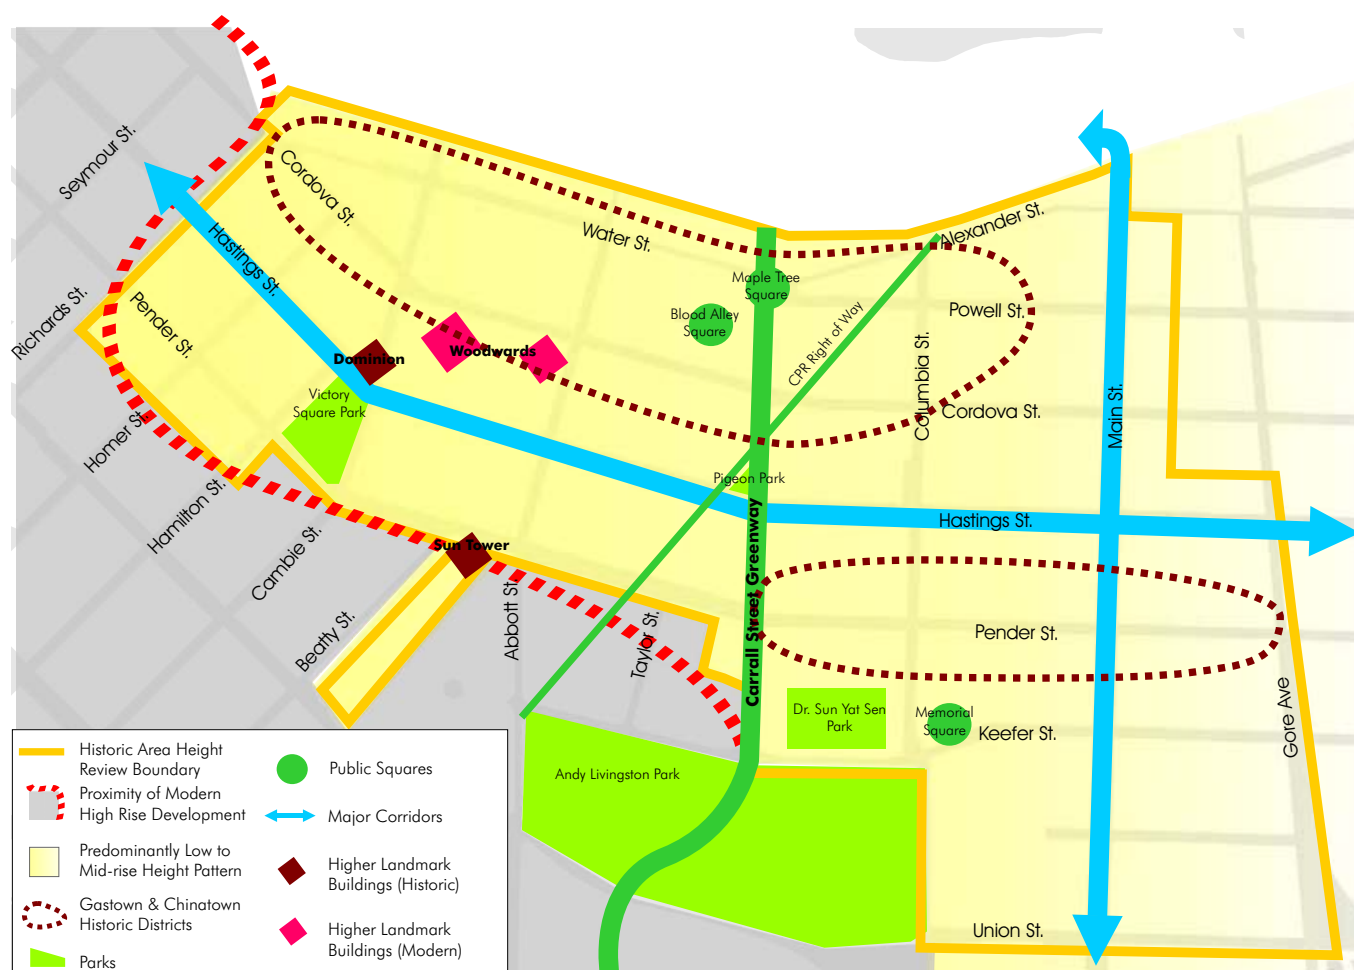 Seymour St.
Cordova St.
Hastings St.
Water St.
Alexander St.
Maple Tree
Square
Blood Alley
Square
CPR Right of Way
Powell St.
Richards St.
Pender St.
Dominion
Woodwards
Columbia St.
Main St.
Cordova St.
Victory
Square Park
Homer St.
Hamilton St.
Pigeon Park
Hastings St.
Cambie St.
Sun Tower
Beatty St.
Abbott St.
Taylor St.
Carrall Street Greenway
Pender St.
Dr. Sun Yat Sen
Park
Memorial
Square
Keefer St.
Gore Ave
Andy Livingston Park
Union St.
Historic Area Height
Review Boundary
Proximity of Modern
High Rise Development
Predominantly Low to
Mid-rise Height Pattern
Gastown & Chinatown
Historic Districts
Parks
Public Squares
Major Corridors
Higher Landmark
Buildings (Historic)
Higher Landmark
Buildings (Modern)